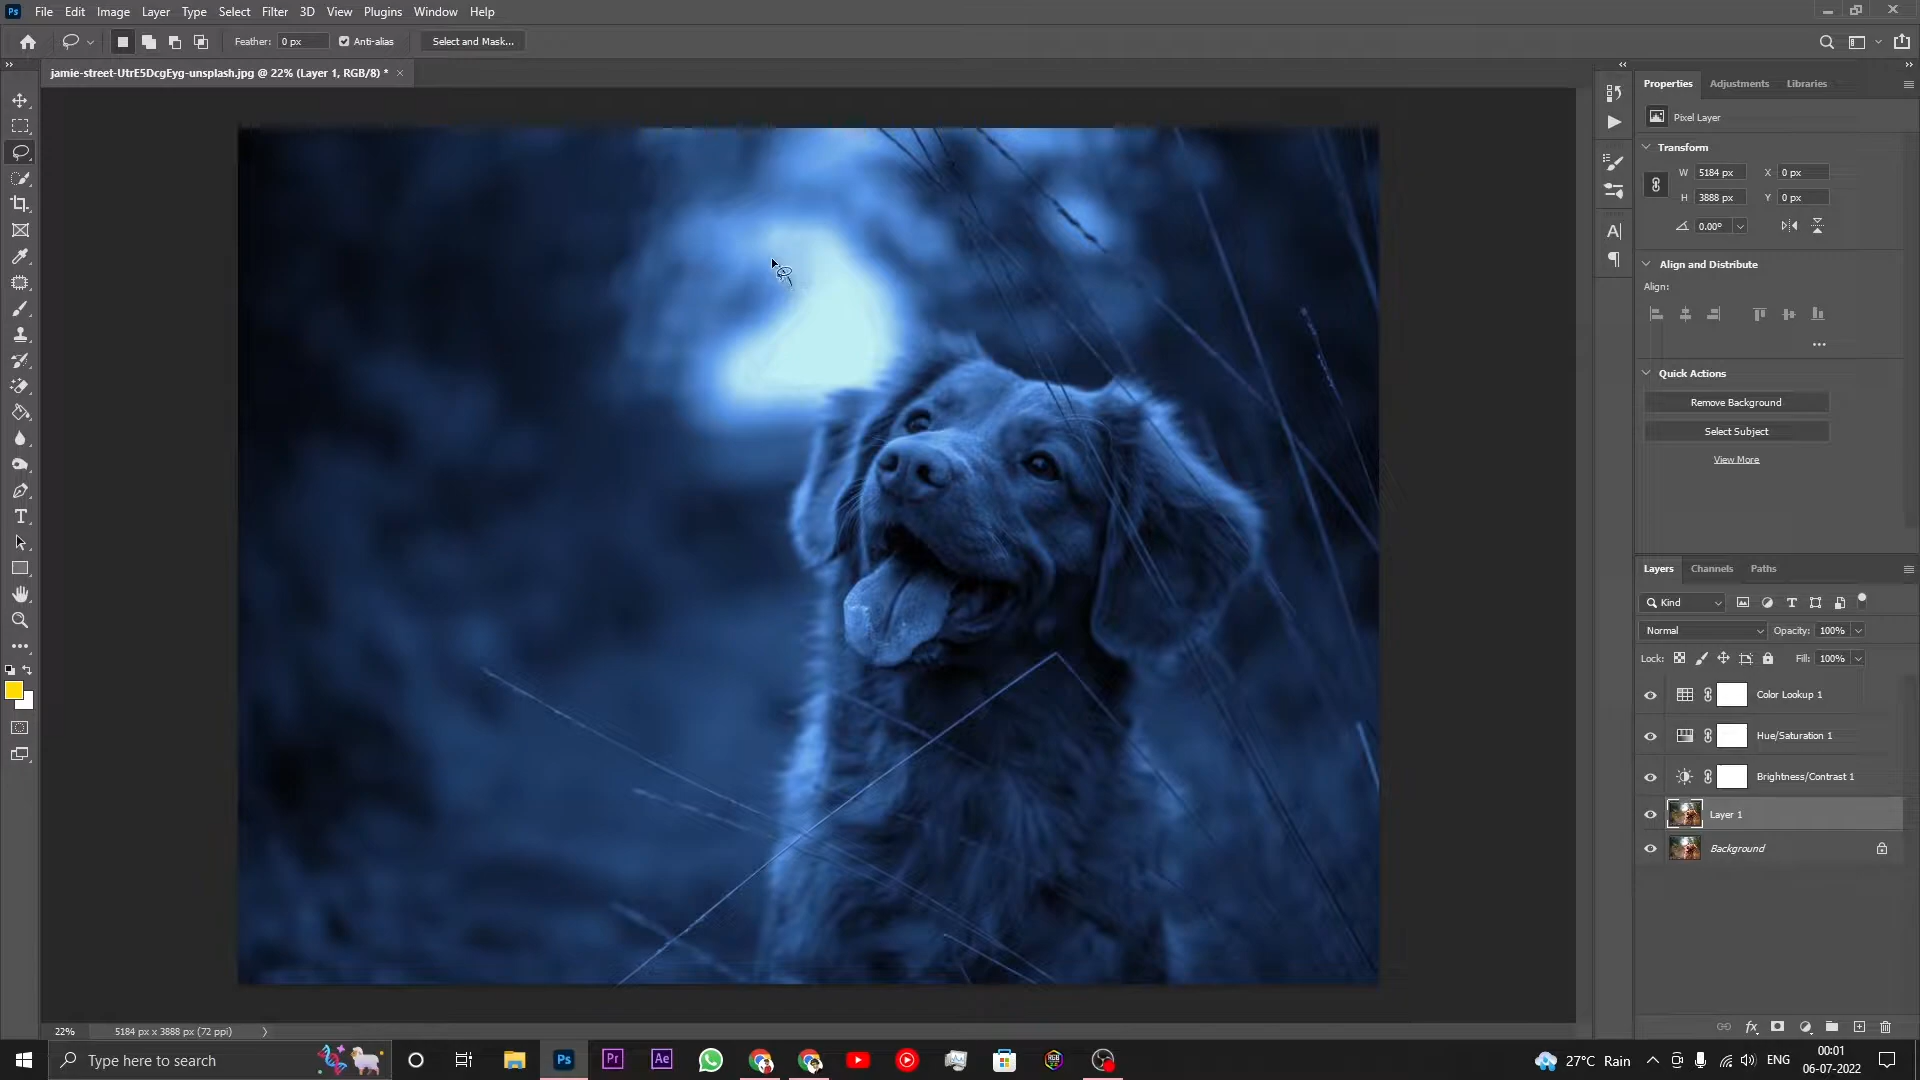 Ps File Edit Image Layer Type Select Filter 3D View Plugins Window Help
Feather: 0 px Anti-alias Select and Mask...
jamie-street-UtrE5DcgEyg-unsplash.jpg @ 22% (Layer 1, RGB/8) * ×
Properties Adjustments Libraries
Pixel Layer
Transform
W 5184 px X 0 px
H 3888 px Y 0 px
0.00°
Align and Distribute
Align:
Quick Actions
Remove Background
Select Subject
View More
Layers Channels Paths
Kind
Normal Opacity: 100%
Lock: Fill: 100%
Color Lookup 1
Hue/Saturation 1
Brightness/Contrast 1
Layer 1
Background
22% 5184 px x 3888 px (72 ppi)
Type here to search
Ps Pr Ae
27°C Rain
ENG
00:01
06-07-2022